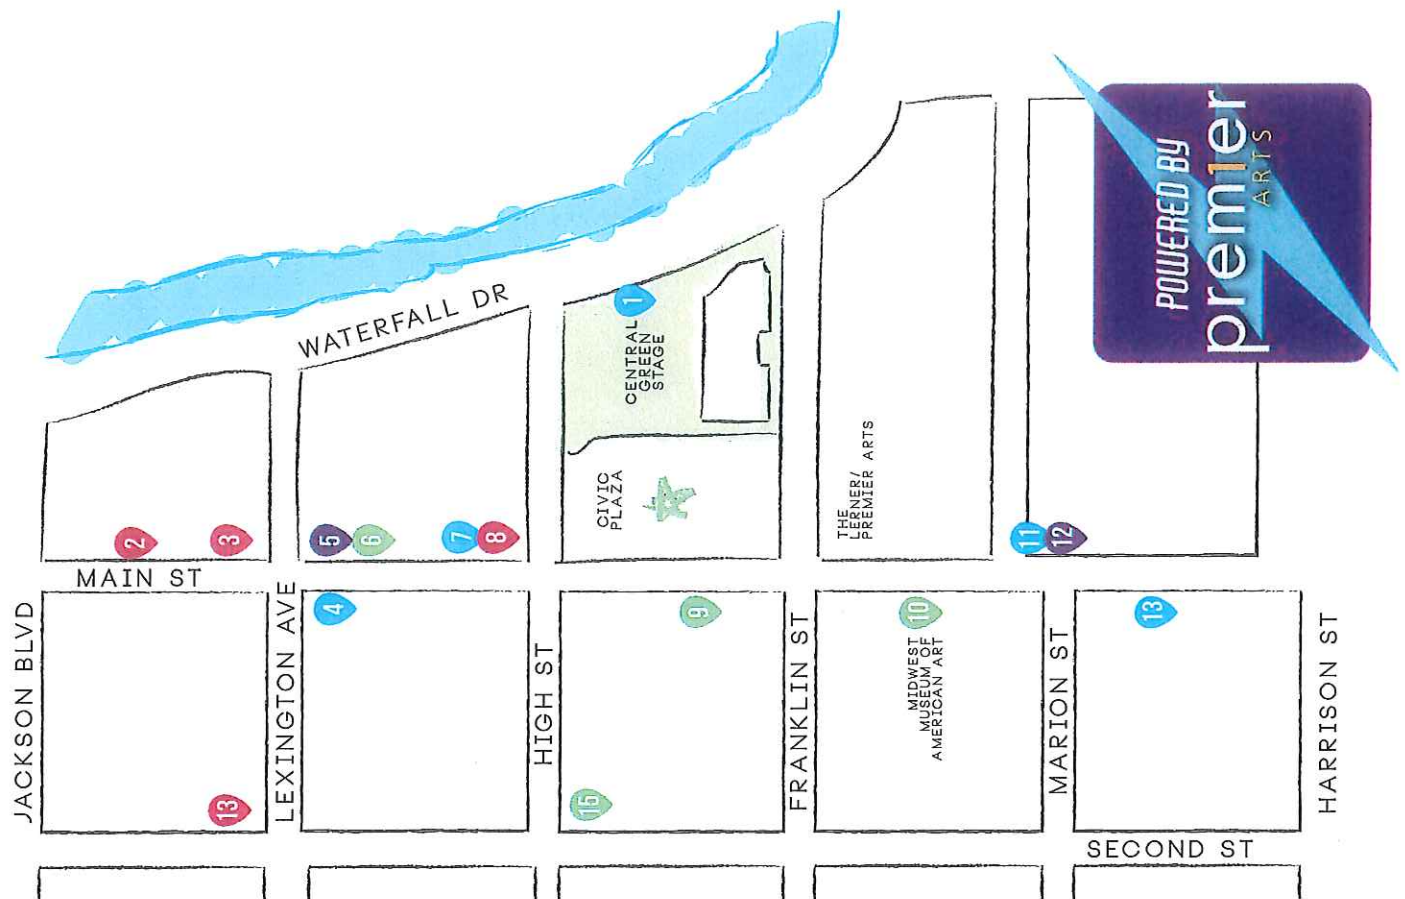 POWERED BY
prem1er
ARTS
WATERFALL DR
1
CENTRAL
GREEN
STAGE
CIVIC
PLAZA
THE
LERNER/
PREMIER ARTS
2
3
5
6
7
8
11
12
MAIN ST
4
9
10
13
MIDWEST
MUSEUM OF
AMERICAN ART
JACKSON BLVD
LEXINGTON AVE
HIGH ST
FRANKLIN ST
MARION ST
HARRISON ST
13
15
SECOND ST